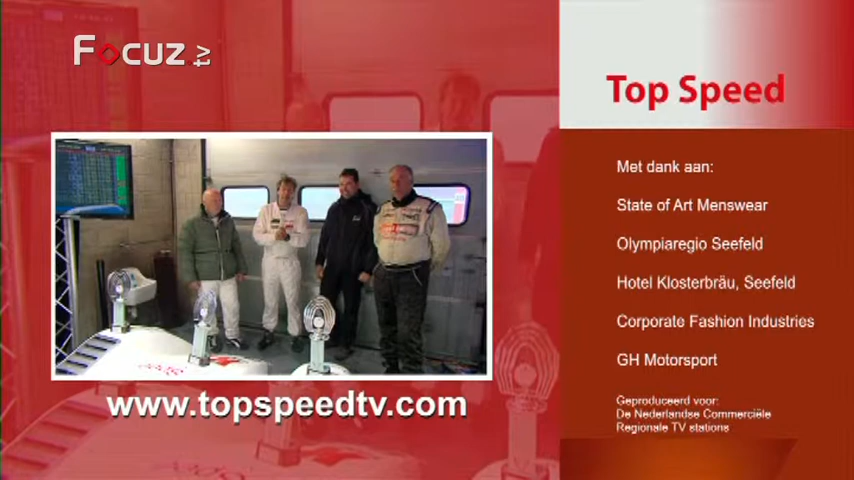 Focuz.tv
Top Speed
Met dank aan:
State of Art Menswear
Olympiaregio Seefeld
Hotel Klosterbräu, Seefeld
Corporate Fashion Industries
GH Motorsport
Geproduceerd voor:
De Nederlandse Commerciële
Regionale TV stations
www.topspeedtv.com